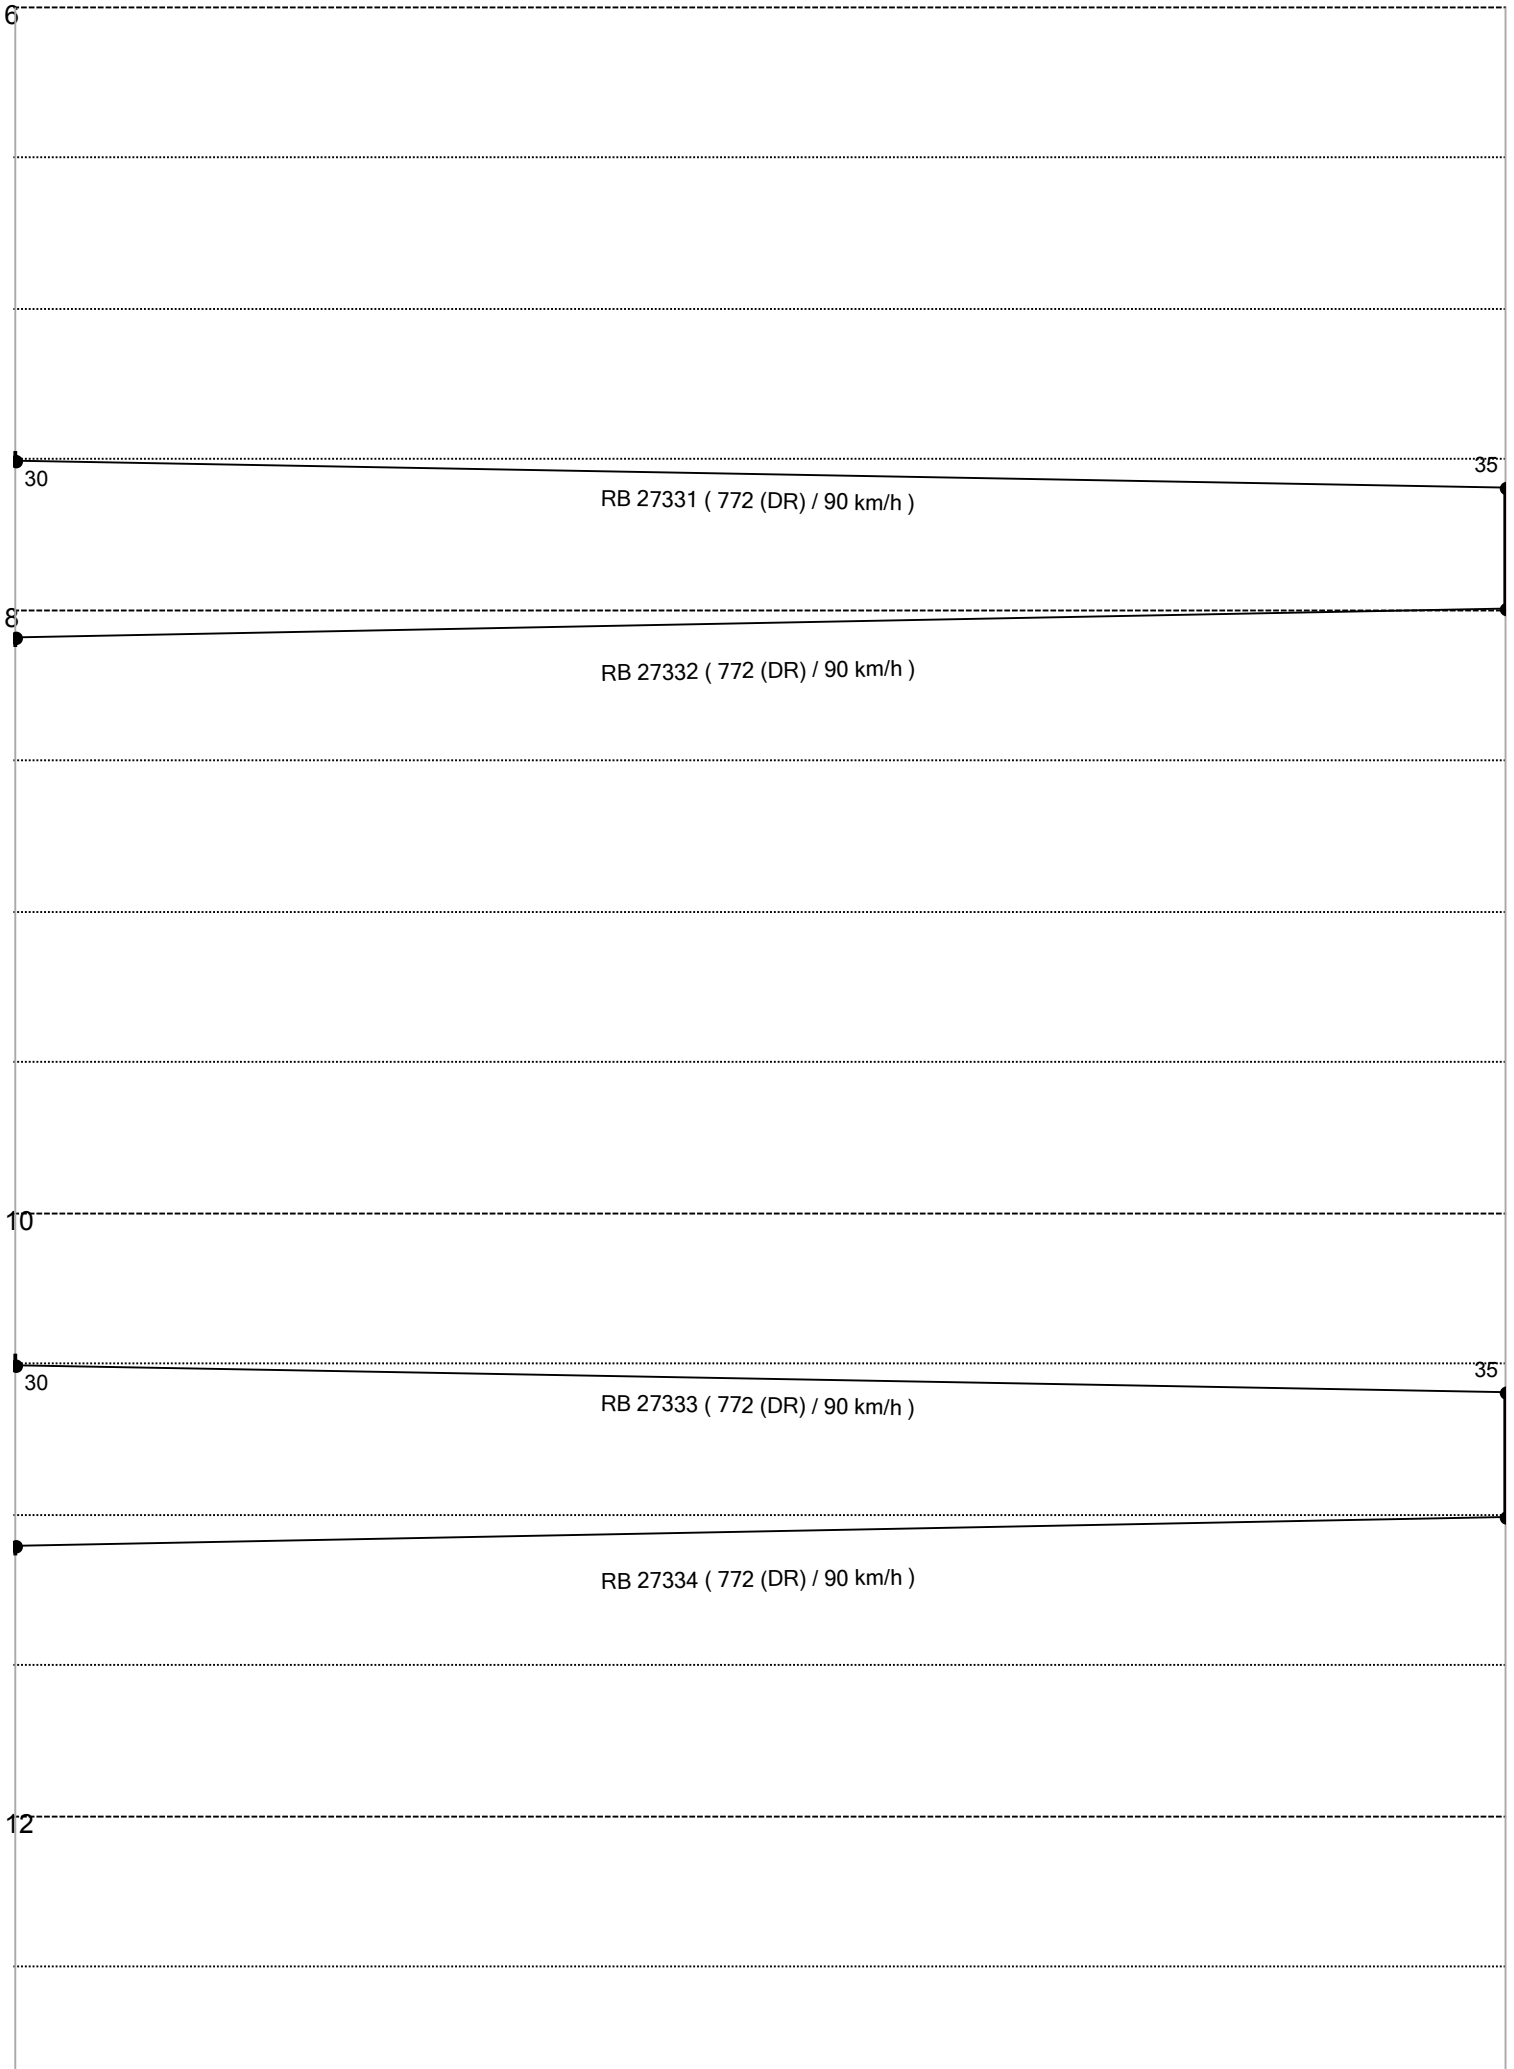 6
30
35
RB 27331 ( 772 (DR) / 90 km/h )
8
RB 27332 ( 772 (DR) / 90 km/h )
10
30
35
RB 27333 ( 772 (DR) / 90 km/h )
RB 27334 ( 772 (DR) / 90 km/h )
12